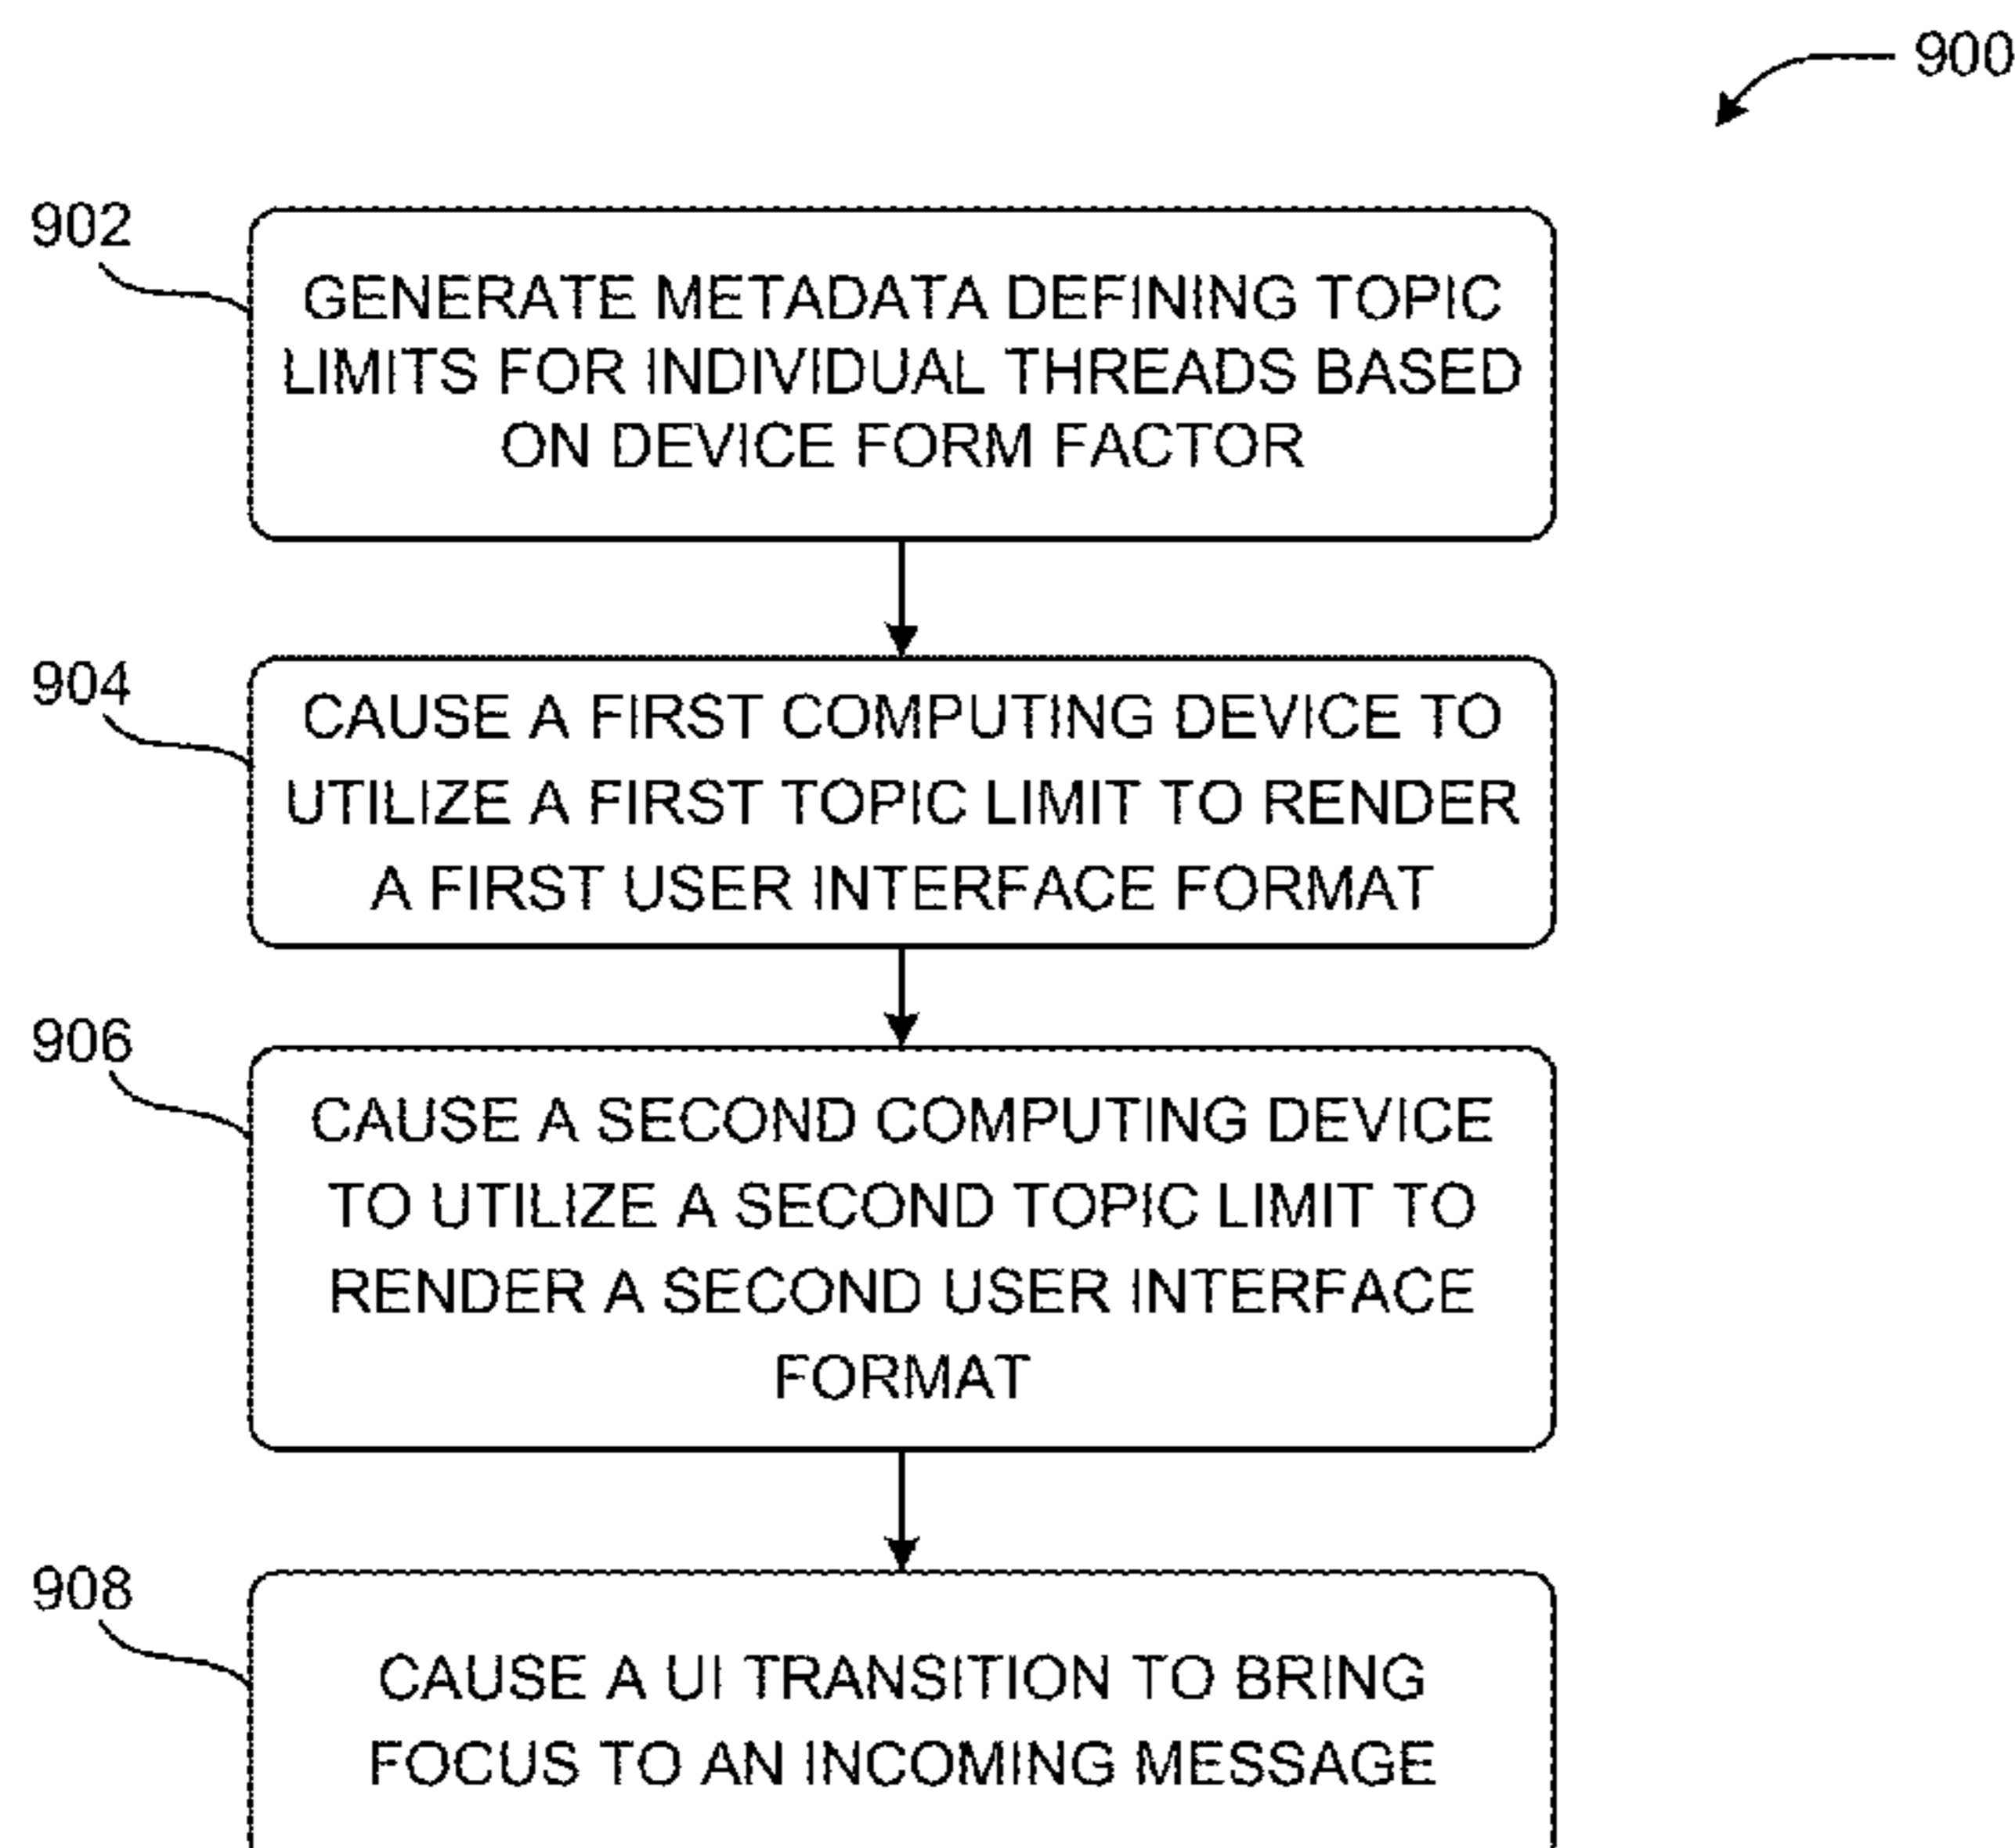 900
902
GENERATE METADATA DEFINING TOPIC
LIMITS FOR INDIVIDUAL THREADS BASED
ON DEVICE FORM FACTOR
904
CAUSE A FIRST COMPUTING DEVICE TO
UTILIZE A FIRST TOPIC LIMIT TO RENDER
A FIRST USER INTERFACE FORMAT
906
CAUSE A SECOND COMPUTING DEVICE
TO UTILIZE A SECOND TOPIC LIMIT TO
RENDER A SECOND USER INTERFACE
FORMAT
908
CAUSE A UI TRANSITION TO BRING
FOCUS TO AN INCOMING MESSAGE